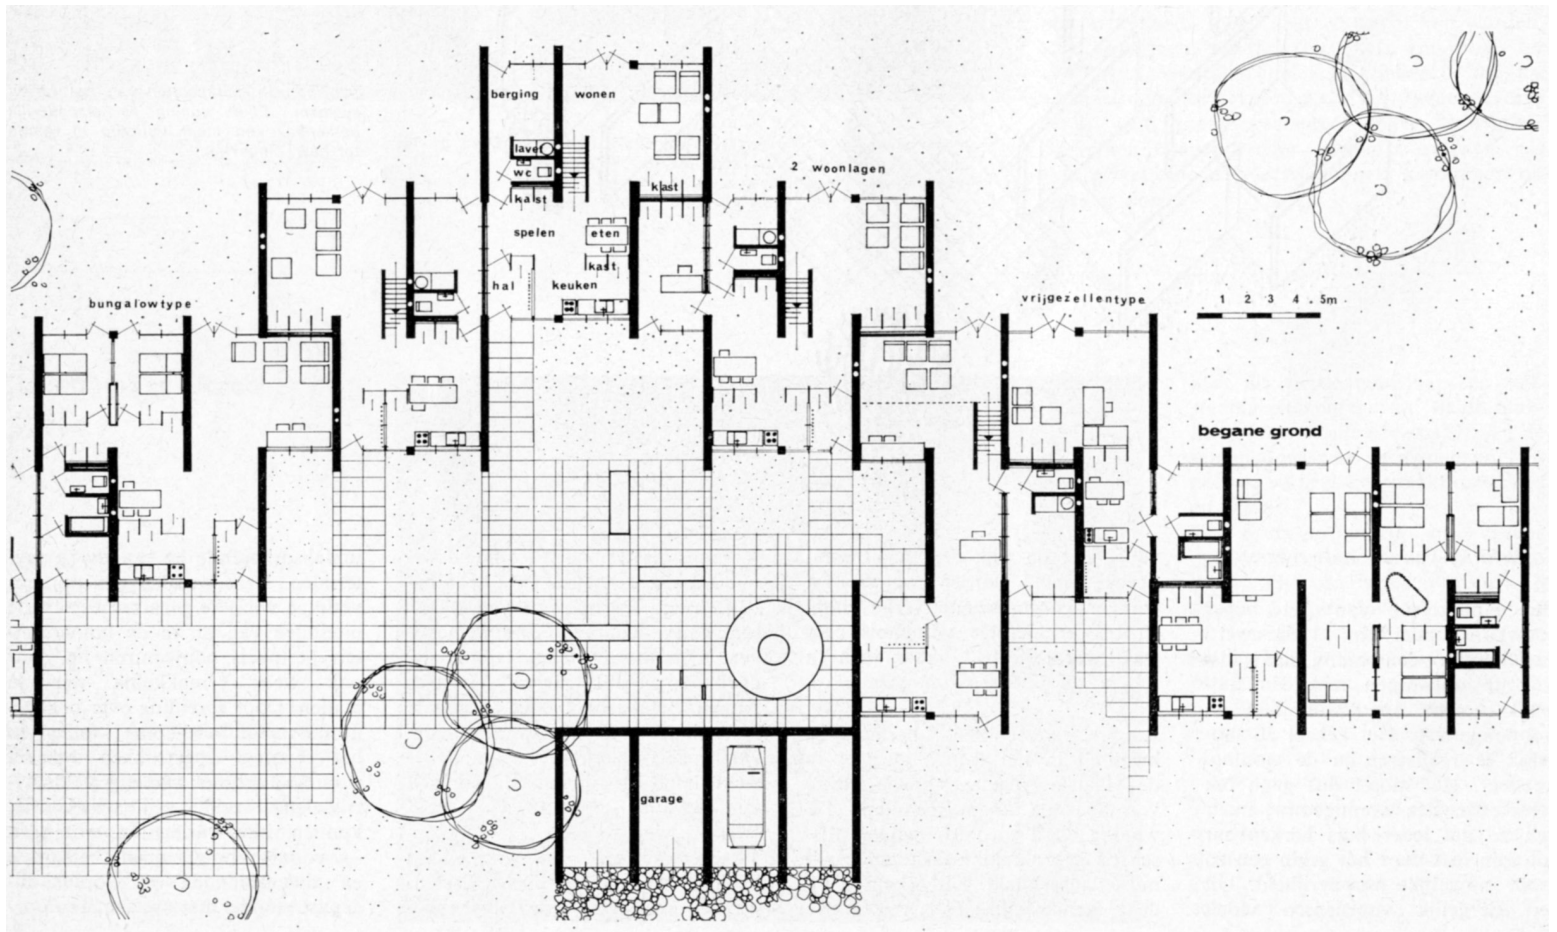 berging
wonen
lavet
wc
kast
kast
2 woonlagen
spelen
eten
kast
hal
keuken
bungalowtype
vrijgezellentype
1 2 3 4 5m
begane grond
garage